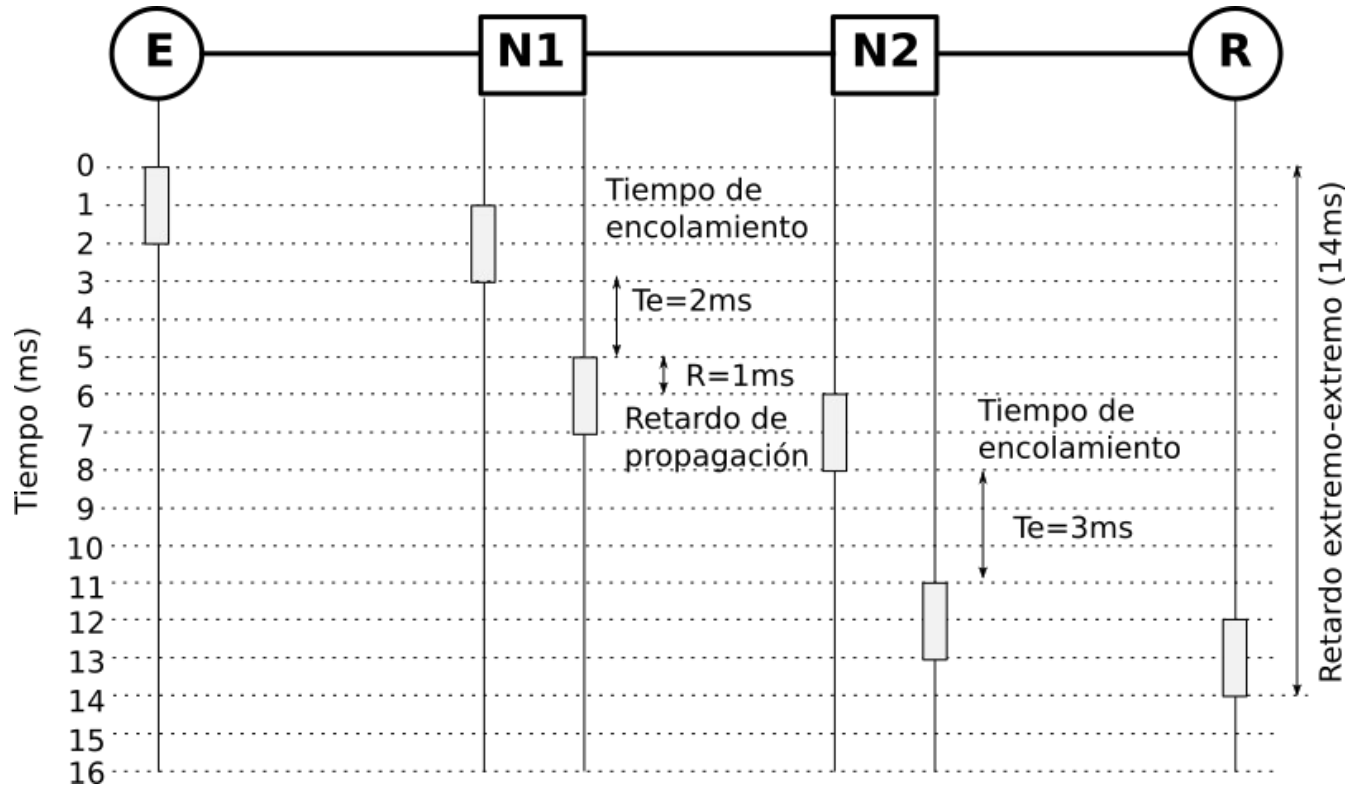 E
N1
N2
R
0
1
2
3
4
5
6
7
8
9
10
11
12
13
14
15
16
Tiempo (ms)
Tiempo de
encolamiento
Te=2ms
R=1ms
Retardo de
propagación
Tiempo de
encolamiento
Te=3ms
Retardo extremo-extremo (14ms)